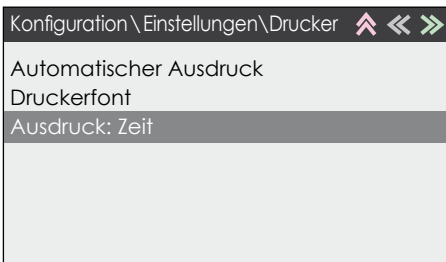 Konfiguration\Einstellungen\Drucker
Automatischer Ausdruck
Druckerfont
Ausdruck: Zeit